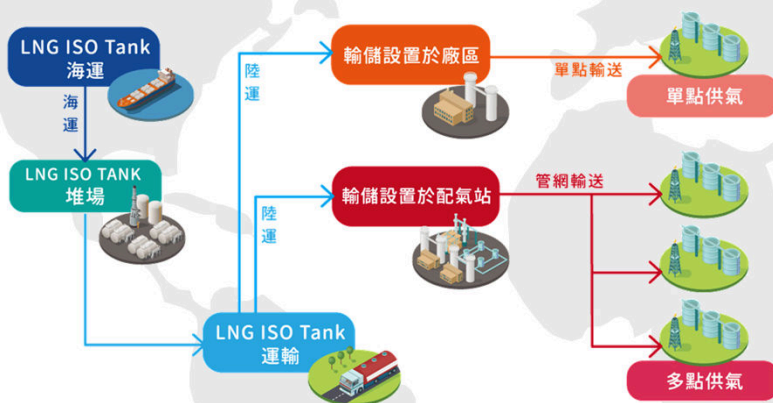 LNG ISO Tank
海運
海運
LNG ISO TANK
堆場
陸運
輸儲設置於廠區
單點輸送
單點供氣
陸運
輸儲設置於配氣站
管網輸送
LNG ISO Tank
運輸
多點供氣